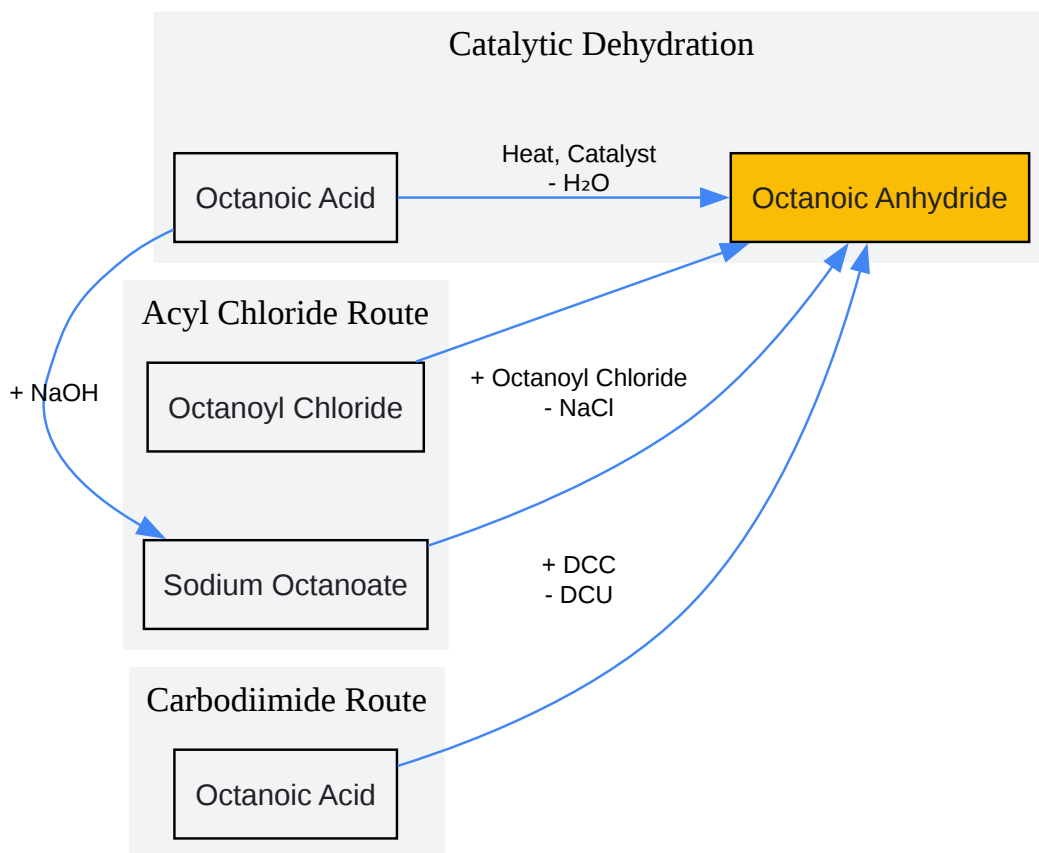 Catalytic Dehydration
Heat, Catalyst
- H₂O
Octanoic Acid
Octanoic Anhydride
Acyl Chloride Route
+ NaOH
Octanoyl Chloride
+ Octanoyl Chloride
- NaCl
Sodium Octanoate
+ DCC
- DCU
Carbodiimide Route
Octanoic Acid